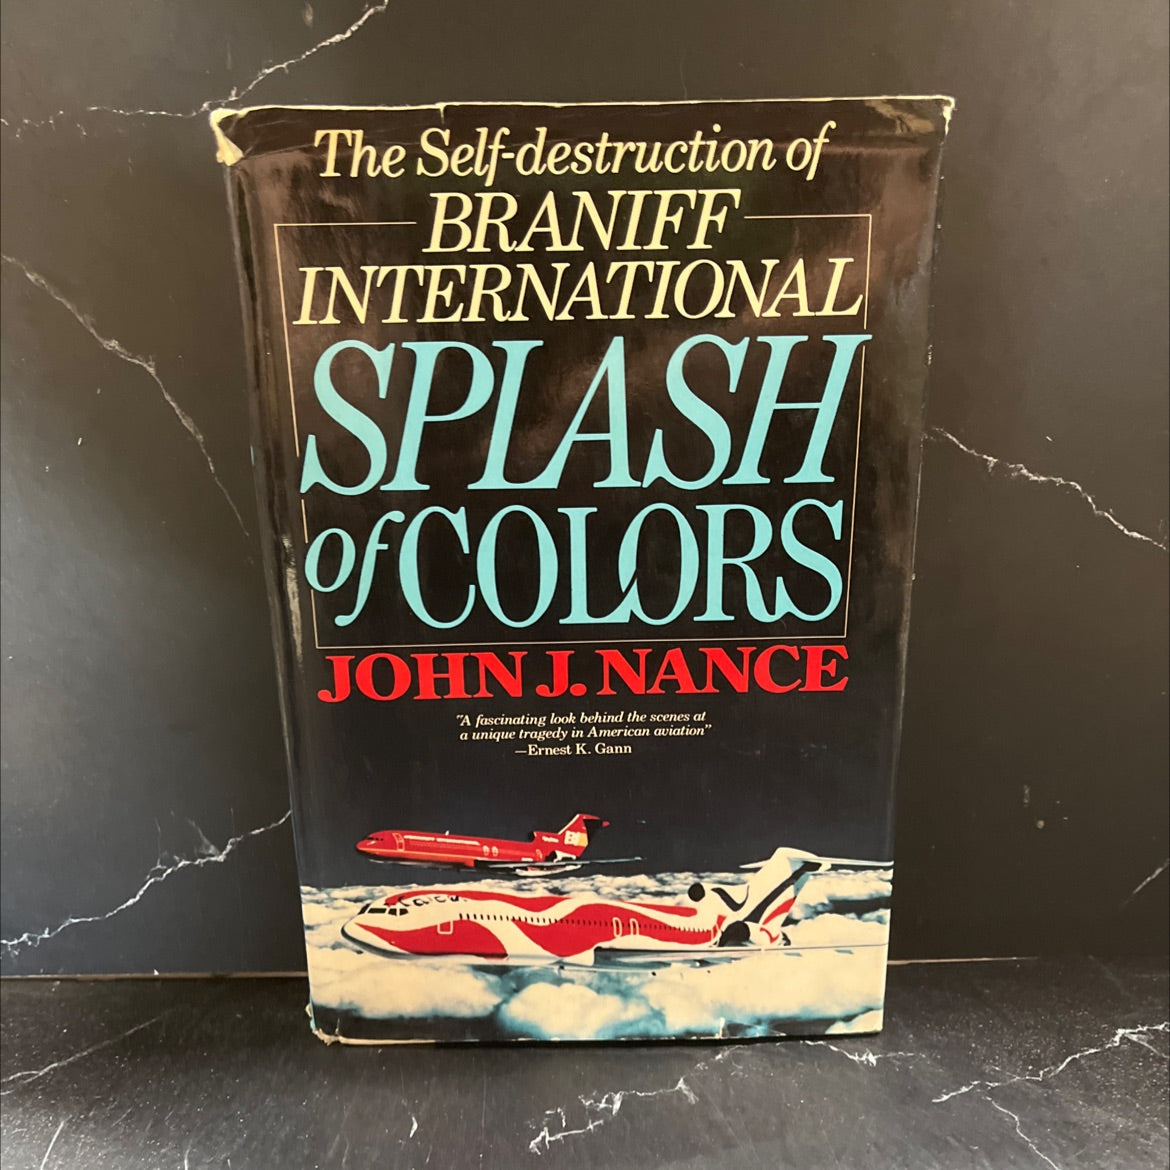 The Self-destruction of
BRANIFF
INTERNATIONAL
SPLASH
of COLORS
JOHN J. NANCE
"A fascinating look behind the scenes at
a unique tragedy in American aviation"
—Ernest K. Gann